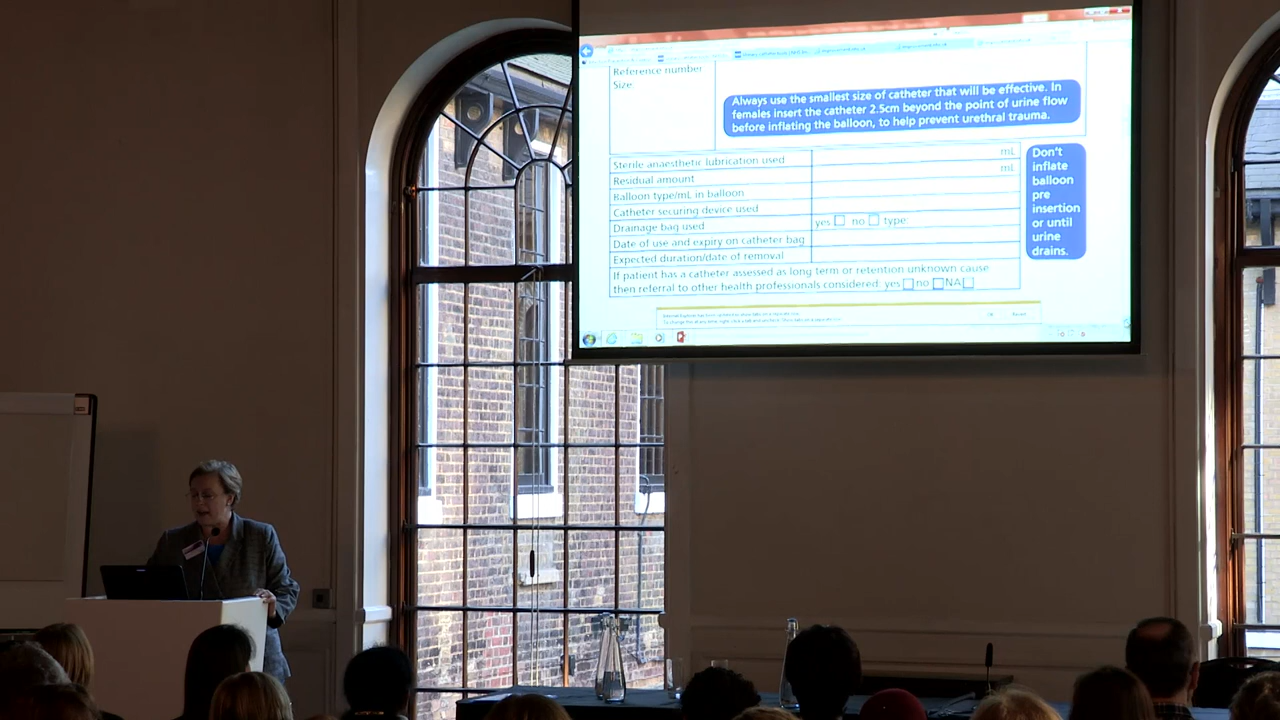 Reference number
Size
Always use the smallest size of catheter that will be effective. In
females insert the catheter 2.5cm beyond the point of urine flow
before inflating the balloon, to help prevent urethral trauma.
Sterile anaesthetic lubrication used mL
Residual amount mL
Balloon type/mL in balloon
Catheter securing device used
Drainage bag used yes no type
Date of use and expiry on catheter bag
Expected duration/date of removal
If patient has a catheter assessed as long term or retention unknown cause
then referral to other health professionals considered: yes no NA
Don't
inflate
balloon
pre
insertion
or until
urine
drains.